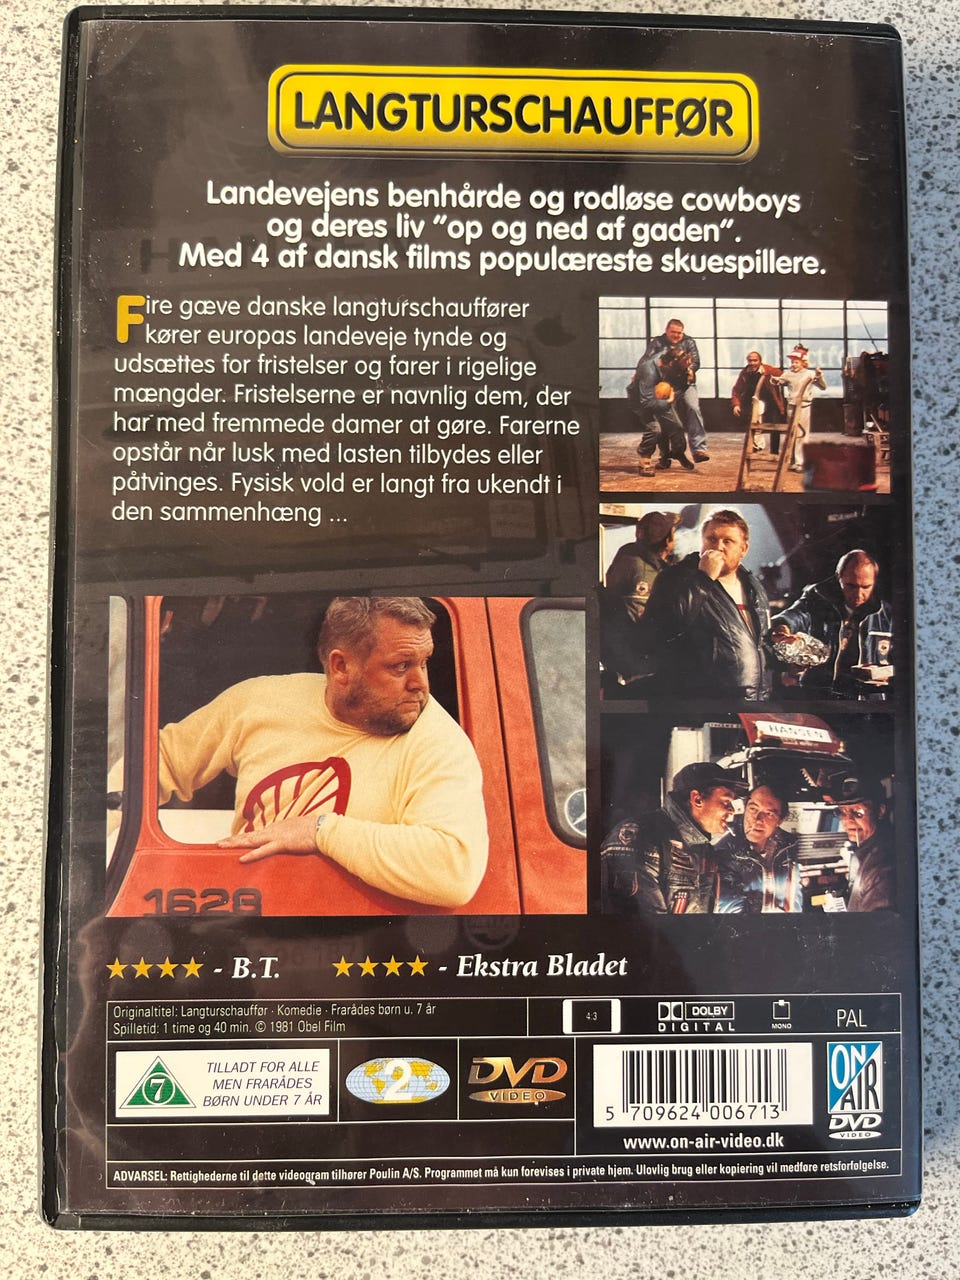 LANGTURSCHAUFFØR
Landevejens benhårde og rodløse cowboys
og deres liv "op og ned af gaden".
Med 4 af dansk films populæreste skuespillere.
Fire gæve danske langturschauffører
kører europas landeveje tynde og
udsættes for fristelser og farer i rigelige
mængder. Fristelserne er navnlig dem, der
har med fremmede damer at gøre. Farerne
opstår når lusk med lasten tilbydes eller
påtvinges. Fysisk vold er langt fra ukendt i
den sammenhæng ...
HANSEN
1628
★★★★ - B.T. ★★★★ - Ekstra Bladet
Originaltitel: Langturschauffør · Komedie · Frarådes børn u. 7 år
Spilletid: 1 time og 40 min. © 1981 Obel Film
4:3
DOLBY
DIGITAL
MONO
PAL
7
TILLADT FOR ALLE
MEN FRARÅDES
BØRN UNDER 7 ÅR
2
DVD
VIDEO
5 709624 006713
www.on-air-video.dk
ON
AIR
DVD
VIDEO
ADVARSEL: Rettighederne til dette videogram tilhører Poulin A/S. Programmet må kun forevises i private hjem. Ulovlig brug eller kopiering vil medføre retsforfølgelse.